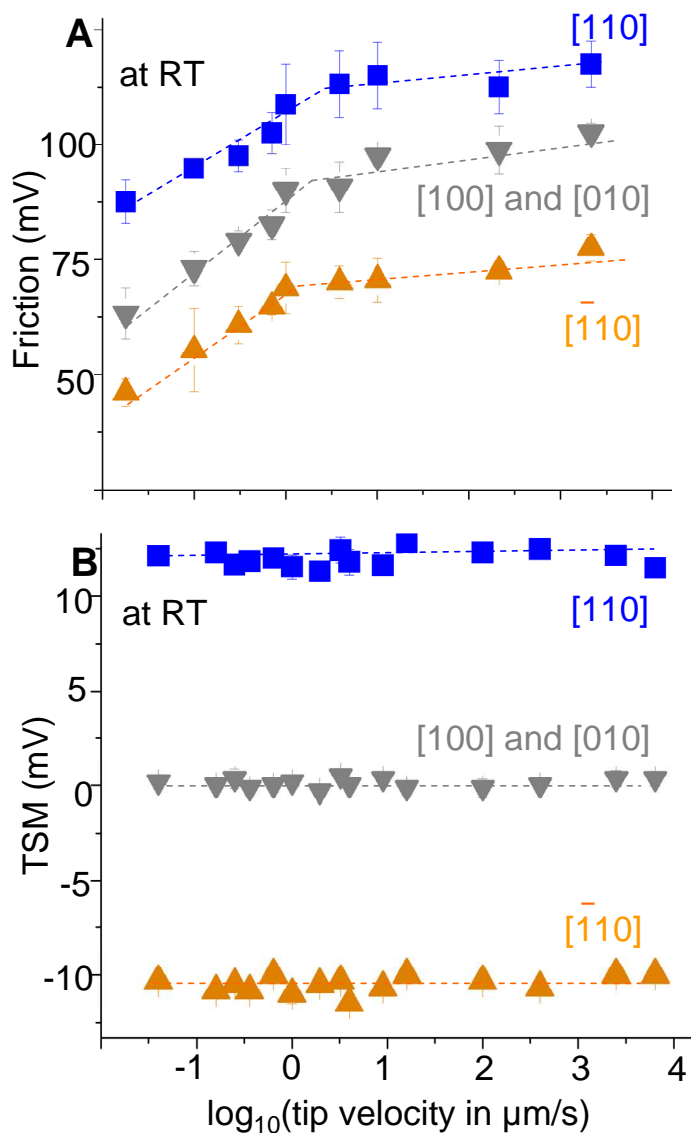 A
[110]
at RT
100
75
50
Friction (mV)
[100] and [010]
[1̄10]
B
at RT
[110]
10
5
0
-5
-10
TSM (mV)
[100] and [010]
[1̄10]
-1 0 1 2 3 4
log₁₀(tip velocity in μm/s)